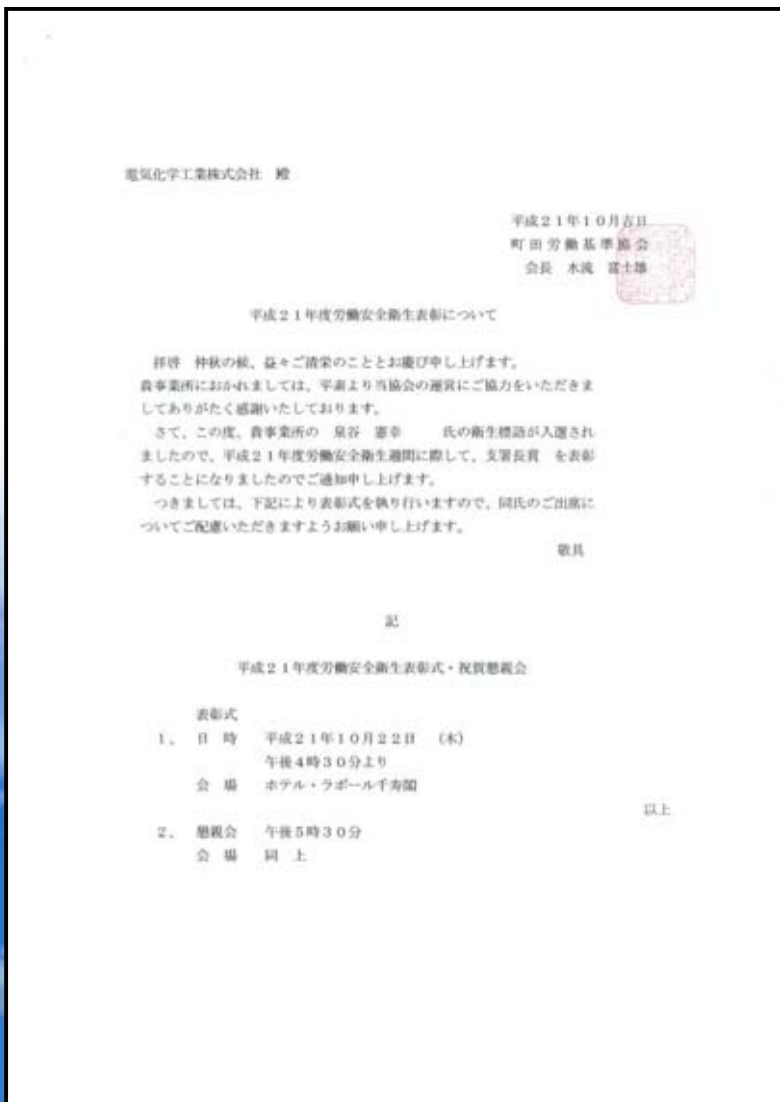 電気化学工業株式会社　殿
平成２１年１０月吉日
町田労働基準協会
会長　水流　富士雄
平成２１年度労働安全衛生表彰について
拝啓　仲秋の候、益々ご清栄のこととお慶び申し上げます。
貴事業所におかれましては、平素より当協会の運営にご協力をいただきま
してありがたく感謝いたしております。
さて、この度、貴事業所の　泉谷　憲幸　　　氏の衛生標語が入選され
ましたので、平成２１年度労働安全衛生週間に際して、支署長賞　を表彰
することになりましたのでご通知申し上げます。
つきましては、下記により表彰式を執り行いますので、同氏のご出席に
ついてご配慮いただきますようお願い申し上げます。
敬具
記
平成２１年度労働安全衛生表彰式・祝賀懇親会
表彰式
１、　日　時　　平成２１年１０月２２日　（木）
午後４時３０分より
会　場　　ホテル・ラポール千寿閣
以上
２、　懇親会　　午後５時３０分
会　場　　同　上